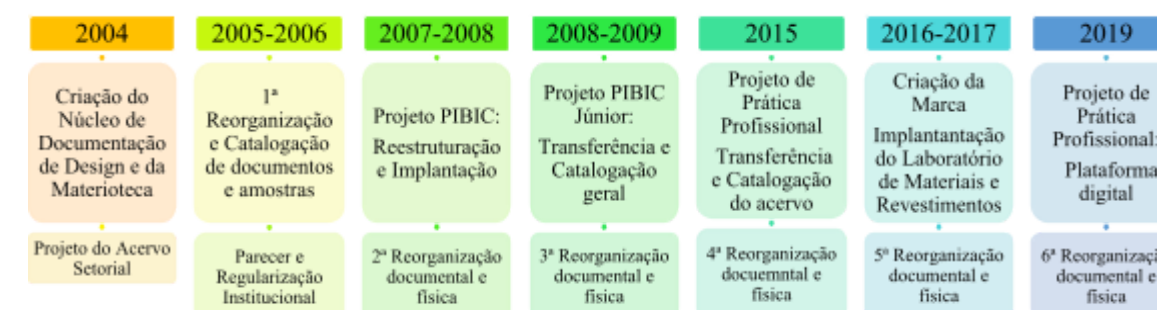 2004
Criação do
Núcleo de
Documentação
de Design e da
Materioteca
Projeto do Acervo
Setorial
2005-2006
1ª
Reorganização
e Catalogação
de documentos
e amostras
Parecer e
Regularização
Institucional
2007-2008
Projeto PIBIC:
Reestruturação
e Implantação
2ª Reorganização
documental e
física
2008-2009
Projeto PIBIC
Júnior:
Transferência e
Catalogação
geral
3ª Reorganização
documental e
física
2015
Projeto de
Prática
Profissional
Transferência
e Catalogação
do acervo
4ª Reorganização
docuemntal e
física
2016-2017
Criação da
Marca
Implantantação
do Laboratório
de Materiais e
Revestimentos
5ª Reorganização
documental e
física
2019
Projeto de
Prática
Profissional:
Plataforma
digital
6ª Reorganizaçã
documental e
física